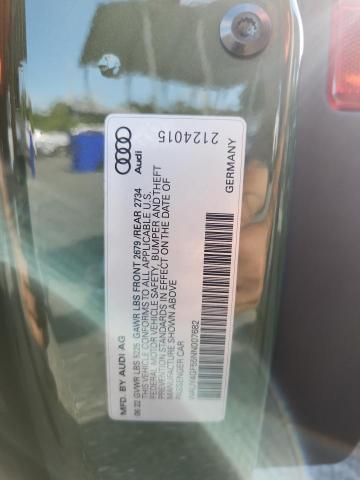 Audi
2124015
GERMANY
MFD. BY AUDI AG
06.22 GVWR LBS 5225, GAWR LBS FRONT 2679 /REAR 2734
THIS VEHICLE CONFORMS TO ALL APPLICABLE U.S.
FEDERAL MOTOR VEHICLE SAFETY, BUMPER AND THEFT
PREVENTION STANDARDS IN EFFECT ON THE DATE OF
MANUFACTURE SHOWN ABOVE
PASSENGER CAR